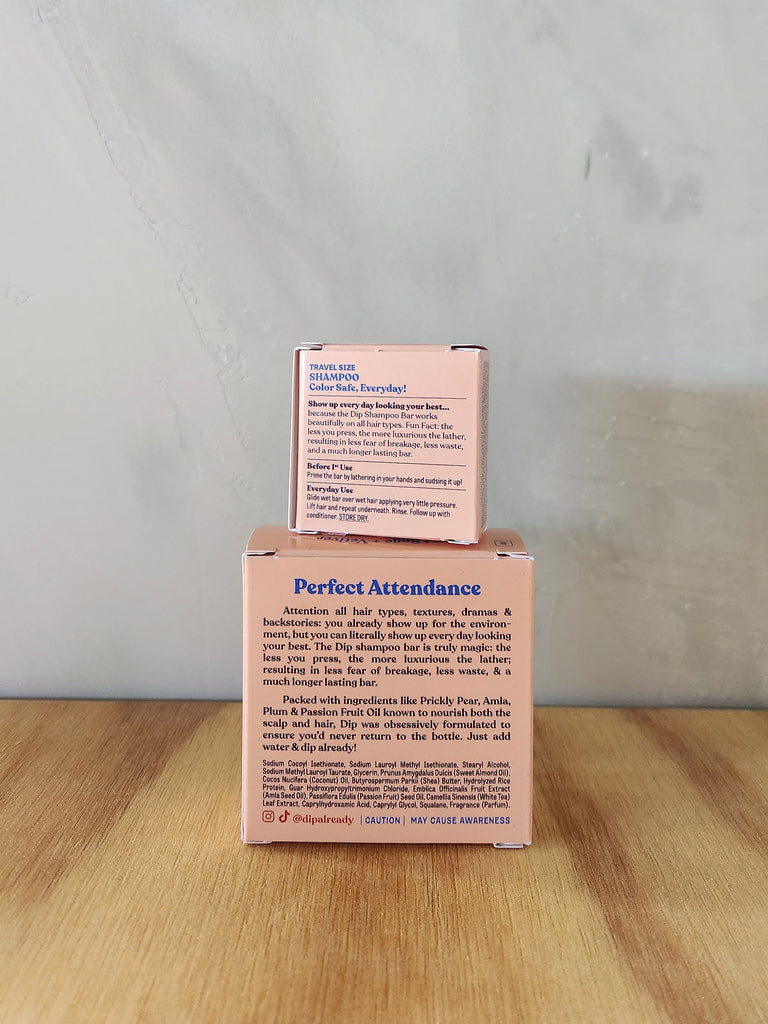 TRAVEL SIZE
SHAMPOO
Color Safe, Everyday!
Show up every day looking your best...
because the Dip Shampoo Bar works
beautifully on all hair types. Fun Fact: the
less you press, the more luxurious the lather,
resulting in less fear of breakage, less waste,
and a much longer lasting bar.
Before 1st Use
Prime the bar by lathering in your hands and sudsing it up!
Everyday Use
Glide wet bar over wet hair applying very little pressure.
Lift hair and repeat underneath. Rinse. Follow up with
conditioner. STORE DRY.
+ Vetiver
Perfect Attendance
Attention all hair types, textures, dramas &
backstories: you already show up for the environ-
ment, but you can literally show up every day looking
your best. The Dip shampoo bar is truly magic: the
less you press, the more luxurious the lather;
resulting in less fear of breakage, less waste, & a
much longer lasting bar.
Packed with ingredients like Prickly Pear, Amla,
Plum & Passion Fruit Oil known to nourish both the
scalp and hair, Dip was obsessively formulated to
ensure you'd never return to the bottle. Just add
water & dip already!
Sodium Cocoyl Isethionate, Sodium Lauroyl Methyl Isethionate, Stearyl Alcohol,
Sodium Methyl Lauroyl Taurate, Glycerin, Prunus Amygdalus Dulcis (Sweet Almond Oil),
Cocos Nucifera (Coconut) Oil, Butyrospermum Parkii (Shea) Butter, Hydrolyzed Rice
Protein, Guar Hydroxypropyltrimonium Chloride, Emblica Officinalis Fruit Extract
(Amla Seed Oil), Passiflora Edulis (Passion Fruit) Seed Oil, Camellia Sinensis (White Tea)
Leaf Extract, Caprylhydroxamic Acid, Caprylyl Glycol, Squalane, Fragrance (Parfum).
@dipalready | CAUTION | MAY CAUSE AWARENESS